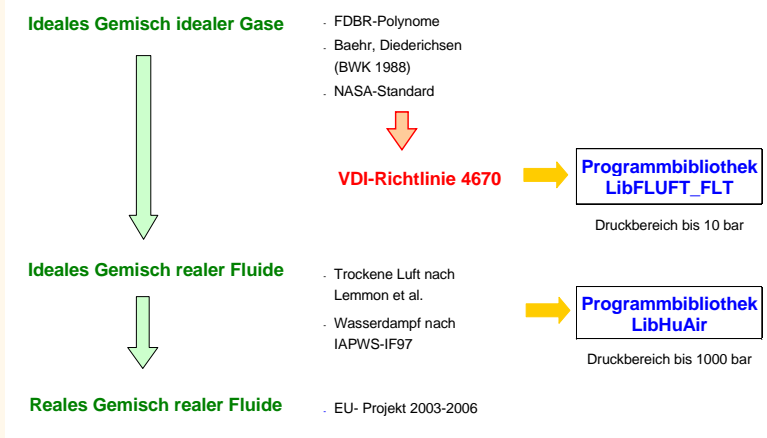 Ideales Gemisch idealer Gase
- FDBR-Polynome
- Baehr, Diederichsen
(BWK 1988)
- NASA-Standard
VDI-Richtlinie 4670
Programmbibliothek
LibFLUFT_FLT
Druckbereich bis 10 bar
Ideales Gemisch realer Fluide
- Trockene Luft nach
Lemmon et al.
- Wasserdampf nach
IAPWS-IF97
Programmbibliothek
LibHuAir
Druckbereich bis 1000 bar
Reales Gemisch realer Fluide
- EU- Projekt 2003-2006